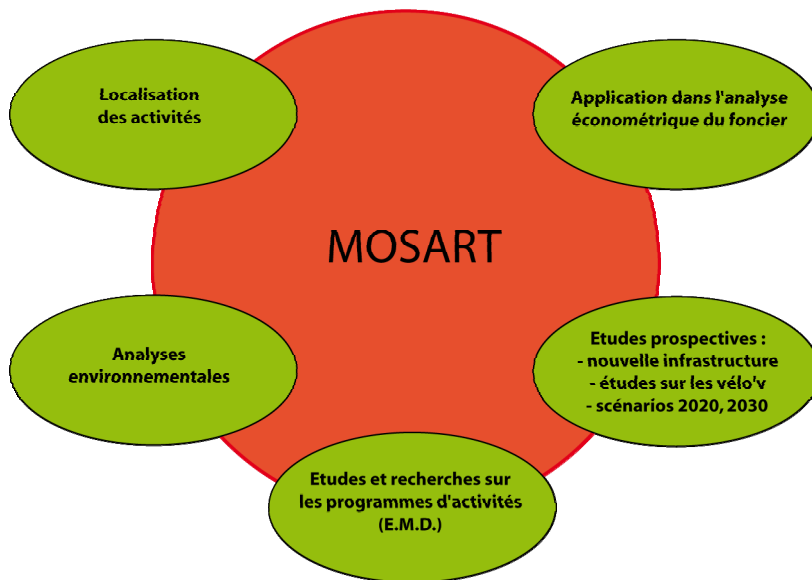 Localisation
des activités
Application dans l'analyse
économétrique du foncier
MOSART
Analyses
environnementales
Etudes prospectives :
- nouvelle infrastructure
- études sur les vélo'v
- scénarios 2020, 2030
Etudes et recherches sur
les programmes d'activités
(E.M.D.)